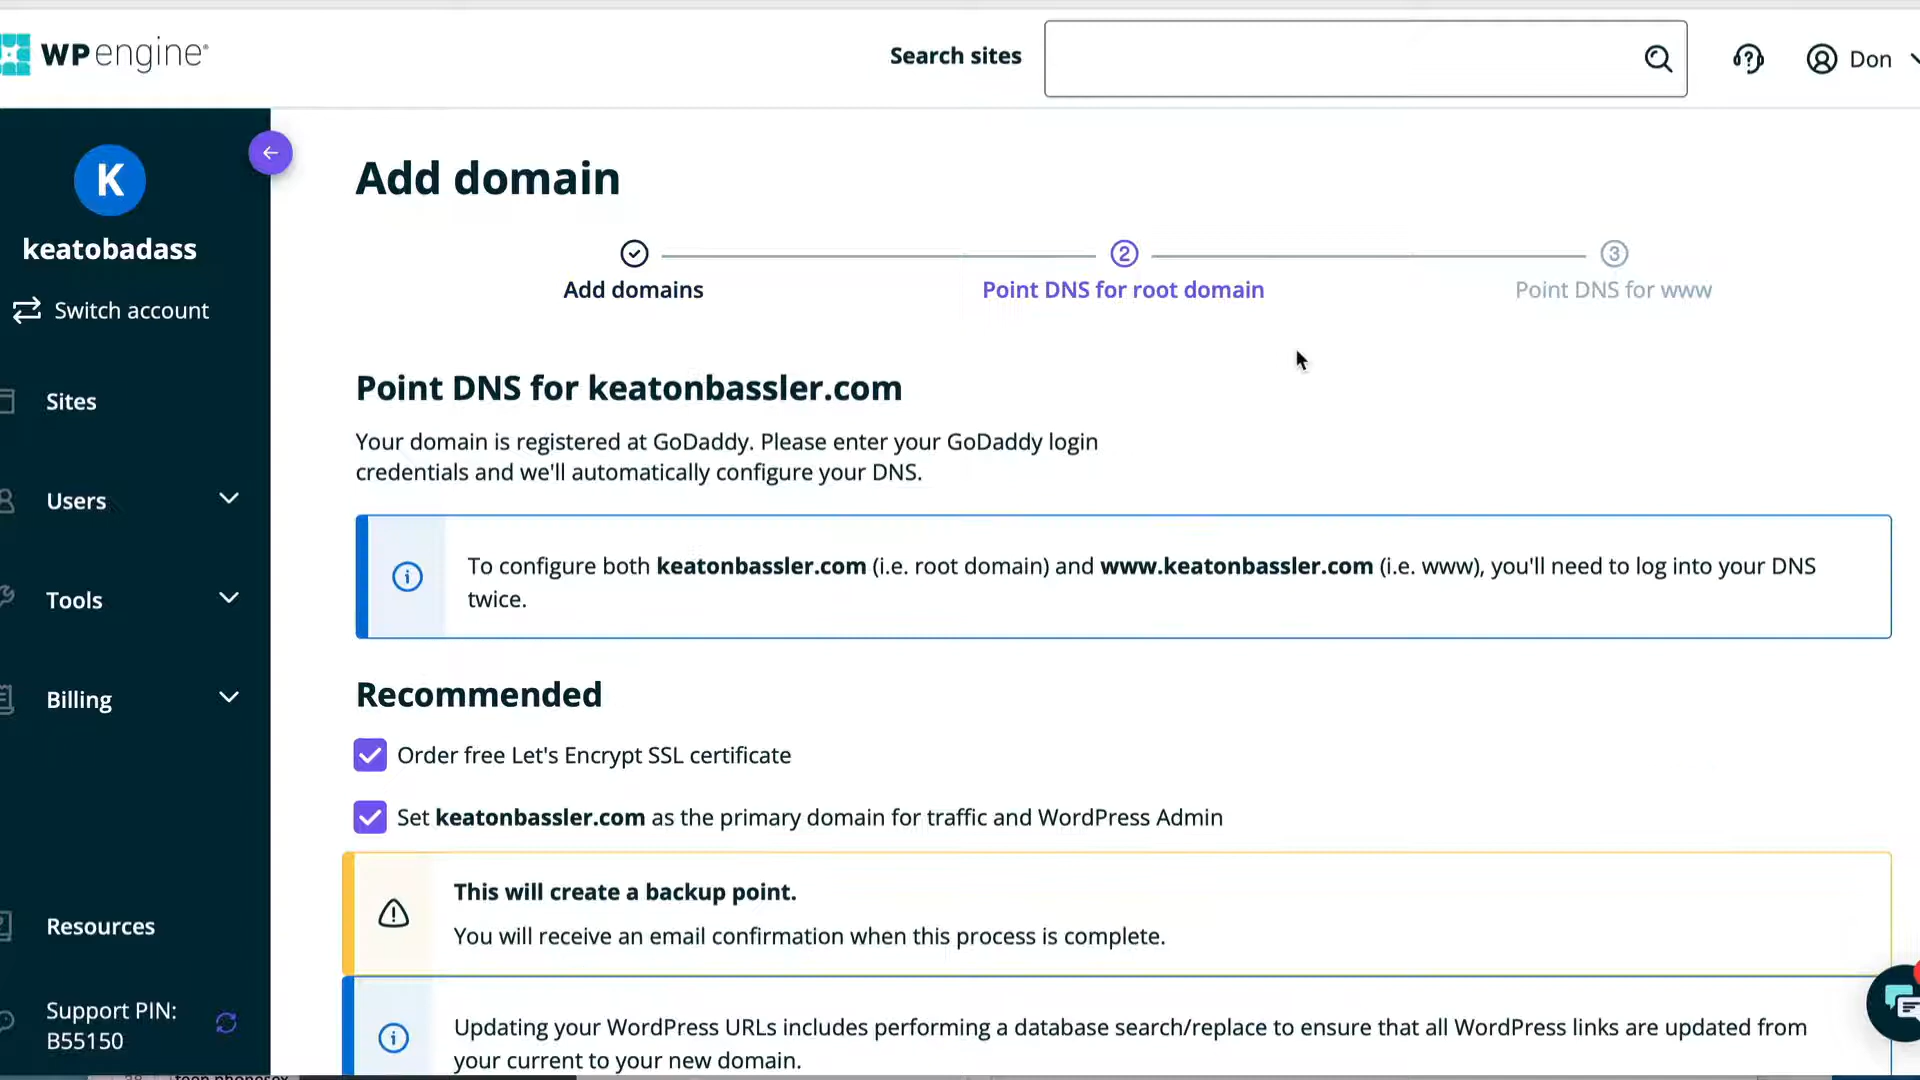 WPengine®
Search sites
Don
K
keatobadass
Switch account
Sites
Users
Tools
Billing
Resources
Support PIN:
B55150
Add domain
2
3
Add domains
Point DNS for root domain
Point DNS for www
Point DNS for keatonbassler.com
Your domain is registered at GoDaddy. Please enter your GoDaddy login
credentials and we'll automatically configure your DNS.
To configure both keatonbassler.com (i.e. root domain) and www.keatonbassler.com (i.e. www), you'll need to log into your DNS
twice.
Recommended
Order free Let's Encrypt SSL certificate
Set keatonbassler.com as the primary domain for traffic and WordPress Admin
This will create a backup point.
You will receive an email confirmation when this process is complete.
Updating your WordPress URLs includes performing a database search/replace to ensure that all WordPress links are updated from
your current to your new domain.